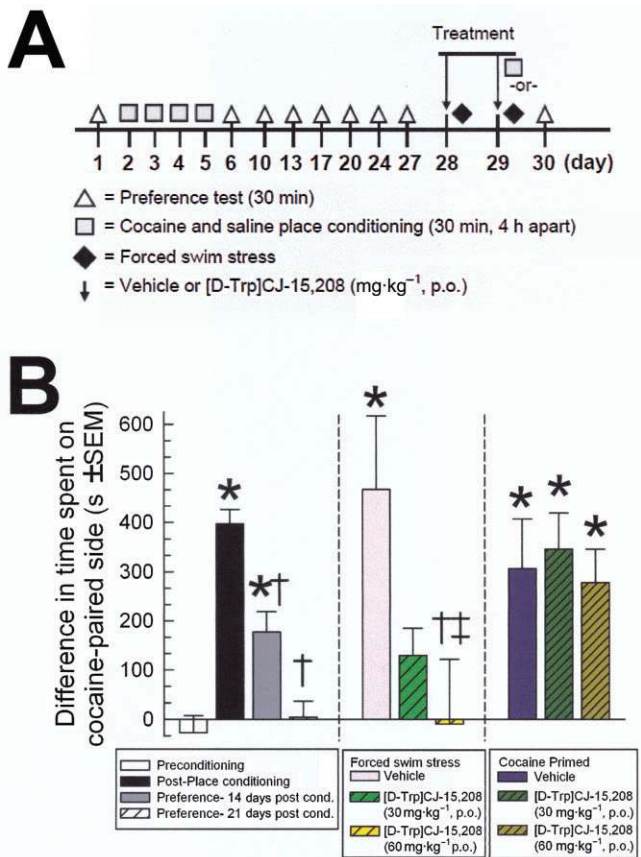 A
Treatment
-or-
1 2 3 4 5 6 10 13 17 20 24 27 28 29 30 (day)
= Preference test (30 min)
= Cocaine and saline place conditioning (30 min, 4 h apart)
= Forced swim stress
= Vehicle or [D-Trp]CJ-15,208 (mg·kg⁻¹, p.o.)
B
Difference in time spent on
cocaine-paired side (s ±SEM)
600
500
400
300
200
100
0
*
*†
†
*
†‡
*
*
*
Preconditioning
Post-Place conditioning
Preference- 14 days post cond.
Preference- 21 days post cond.
Forced swim stress
Vehicle
[D-Trp]CJ-15,208
(30 mg·kg⁻¹, p.o.)
[D-Trp]CJ-15,208
(60 mg·kg⁻¹ p.o.)
Cocaine Primed
Vehicle
[D-Trp]CJ-15,208
(30 mg·kg⁻¹, p.o.)
[D-Trp]CJ-15,208
(60 mg·kg⁻¹, p.o.)